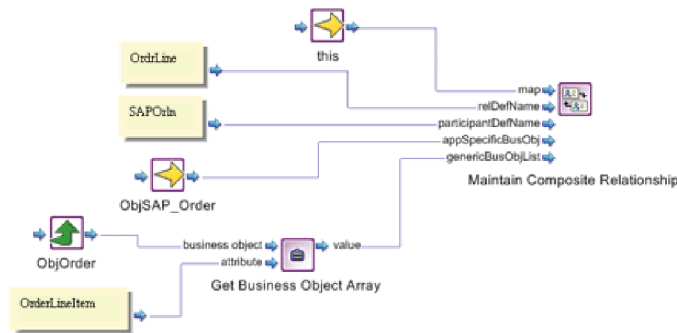 this
OrdrLine
map
relDefName
SAPOrln
participantDefName
appSpecificBusObj
genericBusObjList
Maintain Composite Relationship
ObjSAP_Order
business object
value
ObjOrder
attribute
Get Business Object Array
OrderLineItem